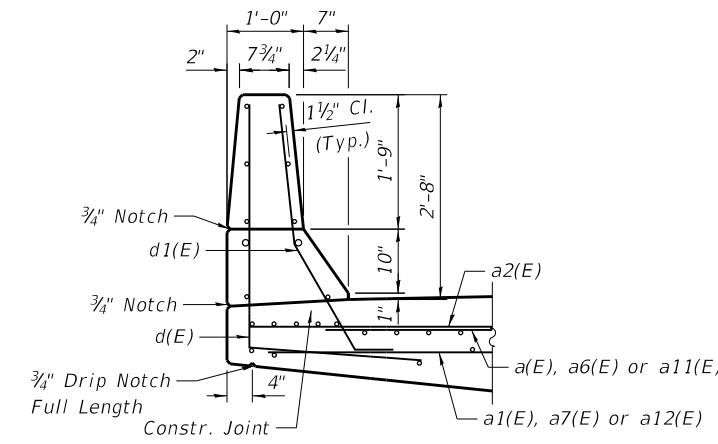 1'-0" 7"
2" 7¾" 2¼"
1½" Cl.
(Typ.)
1'-9"
2'-8"
¾" Notch
d1(E)
10"
a2(E)
¾" Notch
1"
d(E)
a(E), a6(E) or a11(E)
¾" Drip Notch
Full Length
4"
a1(E), a7(E) or a12(E)
Constr. Joint